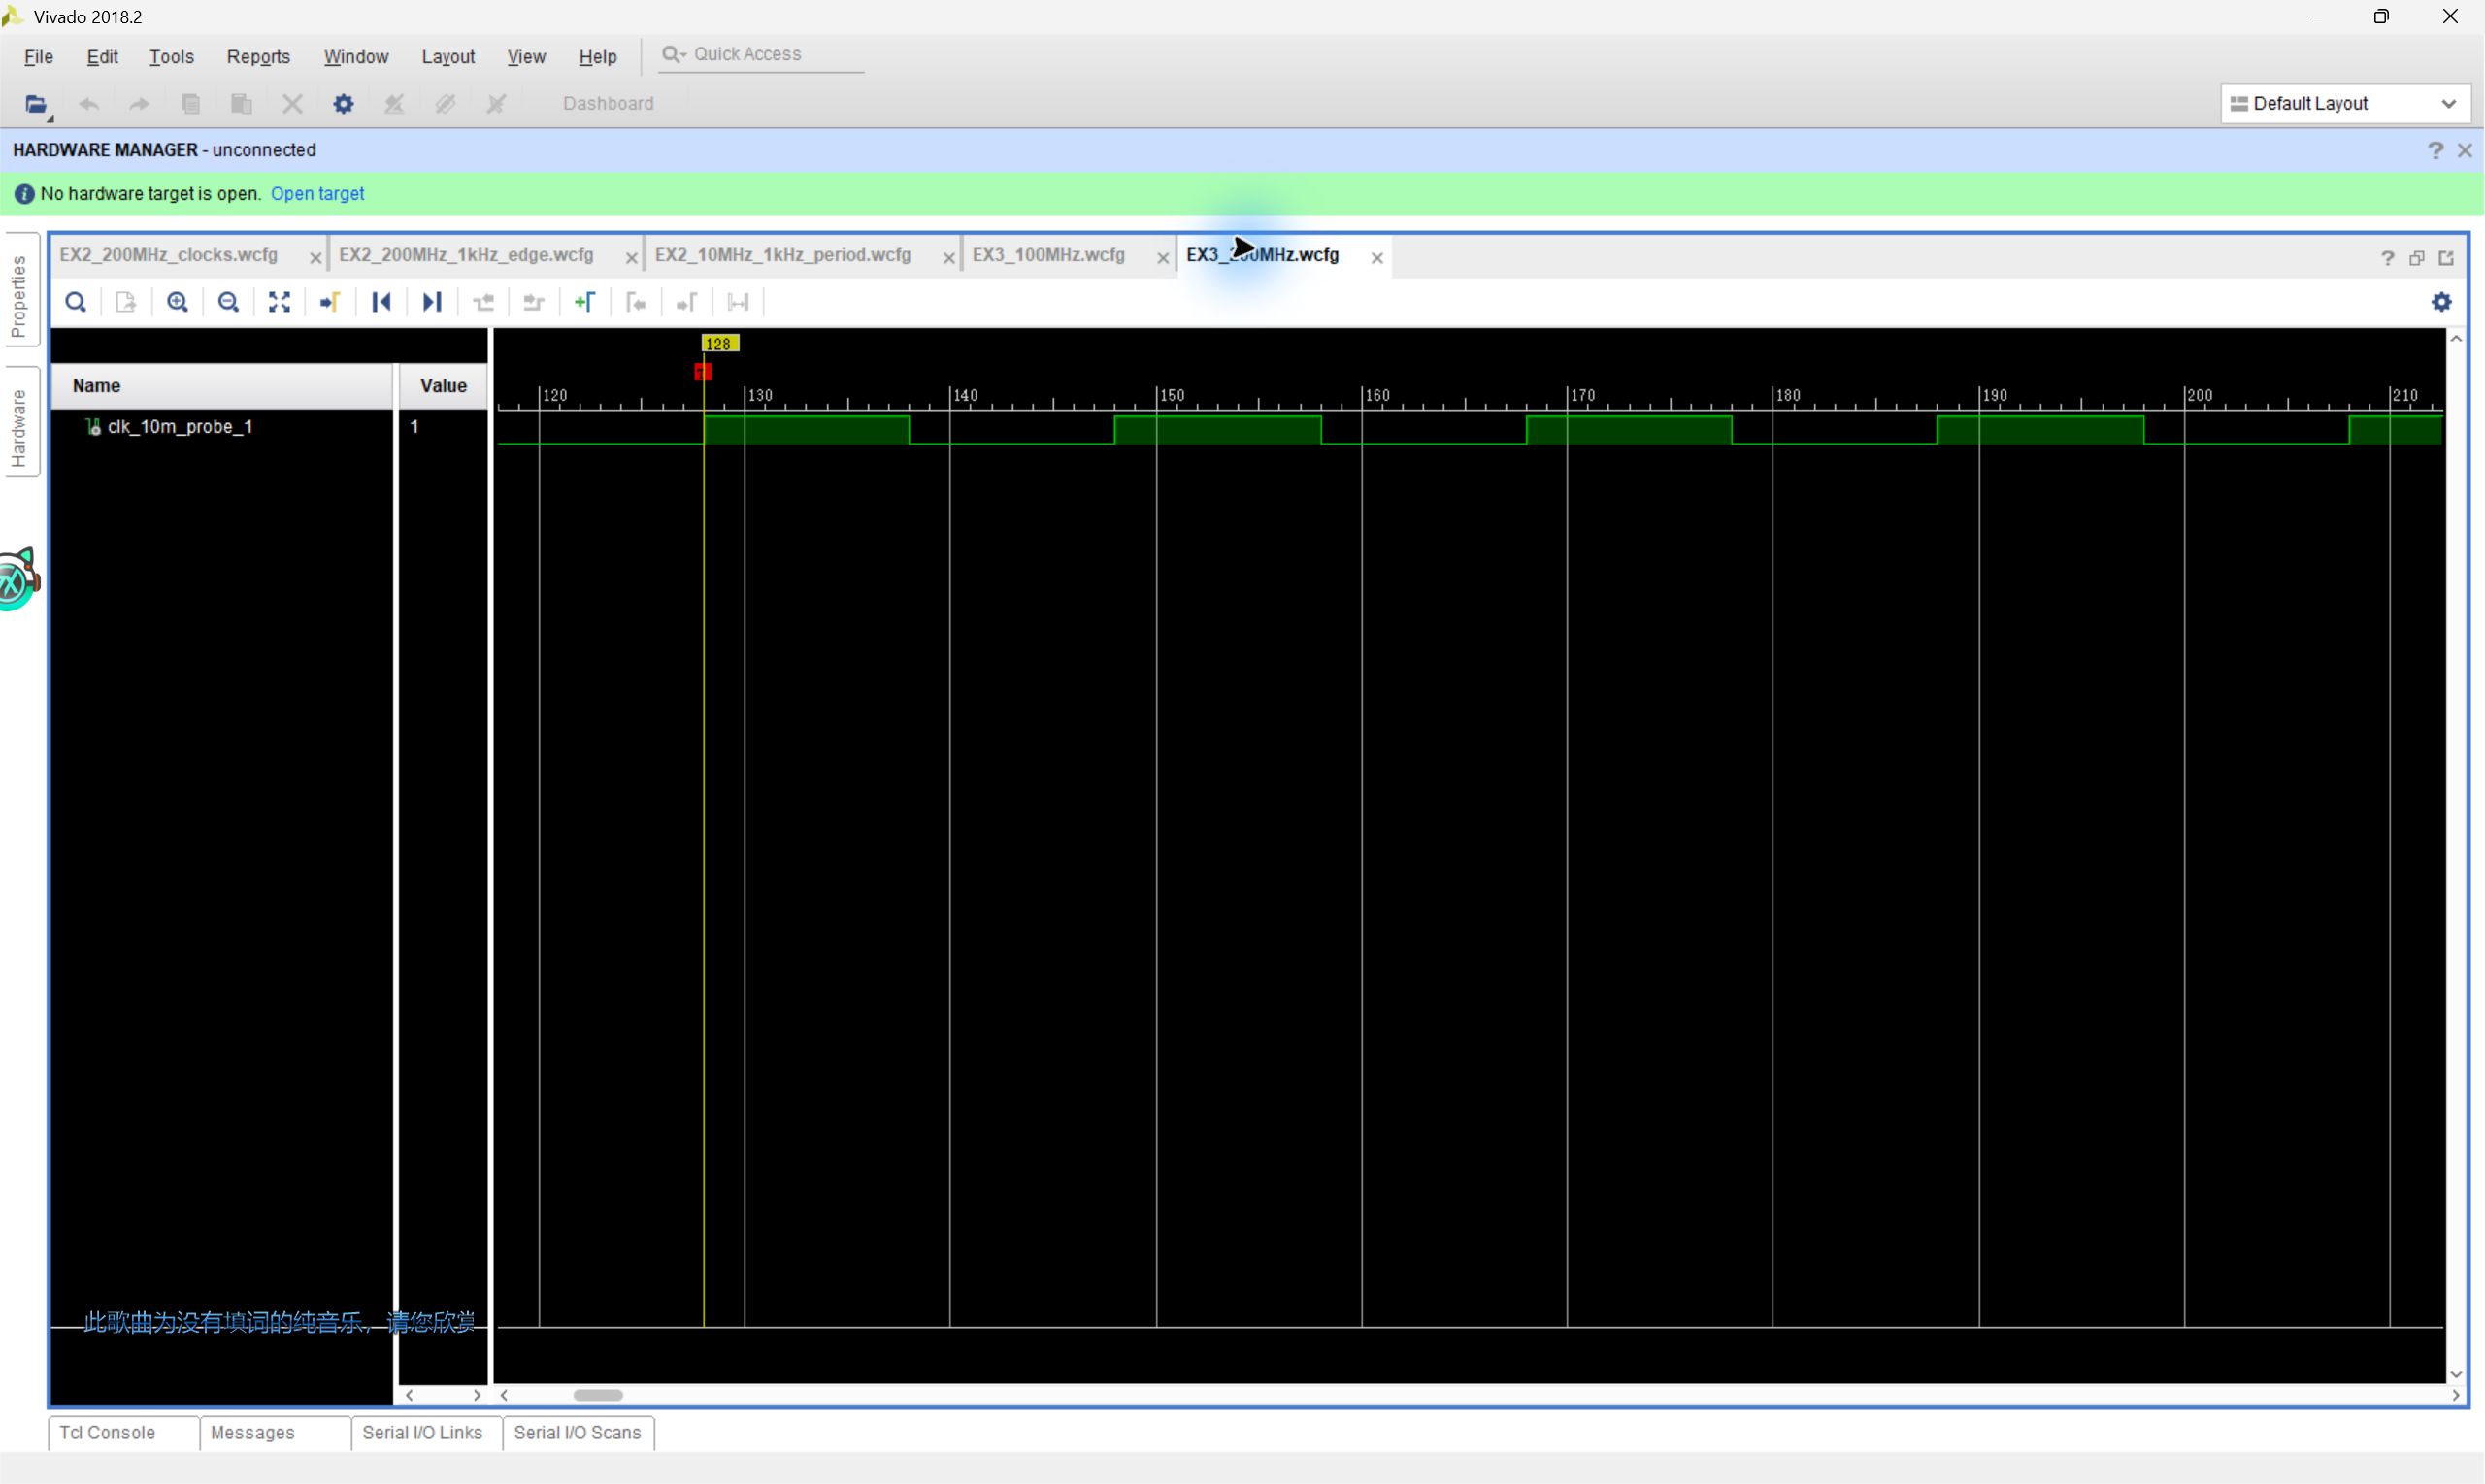 Vivado 2018.2
File Edit Tools Reports Window Layout View Help Quick Access
Dashboard Default Layout
HARDWARE MANAGER - unconnected
No hardware target is open. Open target
Properties
Hardware
EX2_200MHz_clocks.wcfg EX2_200MHz_1kHz_edge.wcfg EX2_10MHz_1kHz_period.wcfg EX3_100MHz.wcfg
128
Name Value
120 130 140 150 160 170 180 190 200 210
clk_10m_probe_1 1
此歌曲为没有填词的纯音乐，请您欣赏
Tcl Console Messages Serial I/O Links Serial I/O Scans